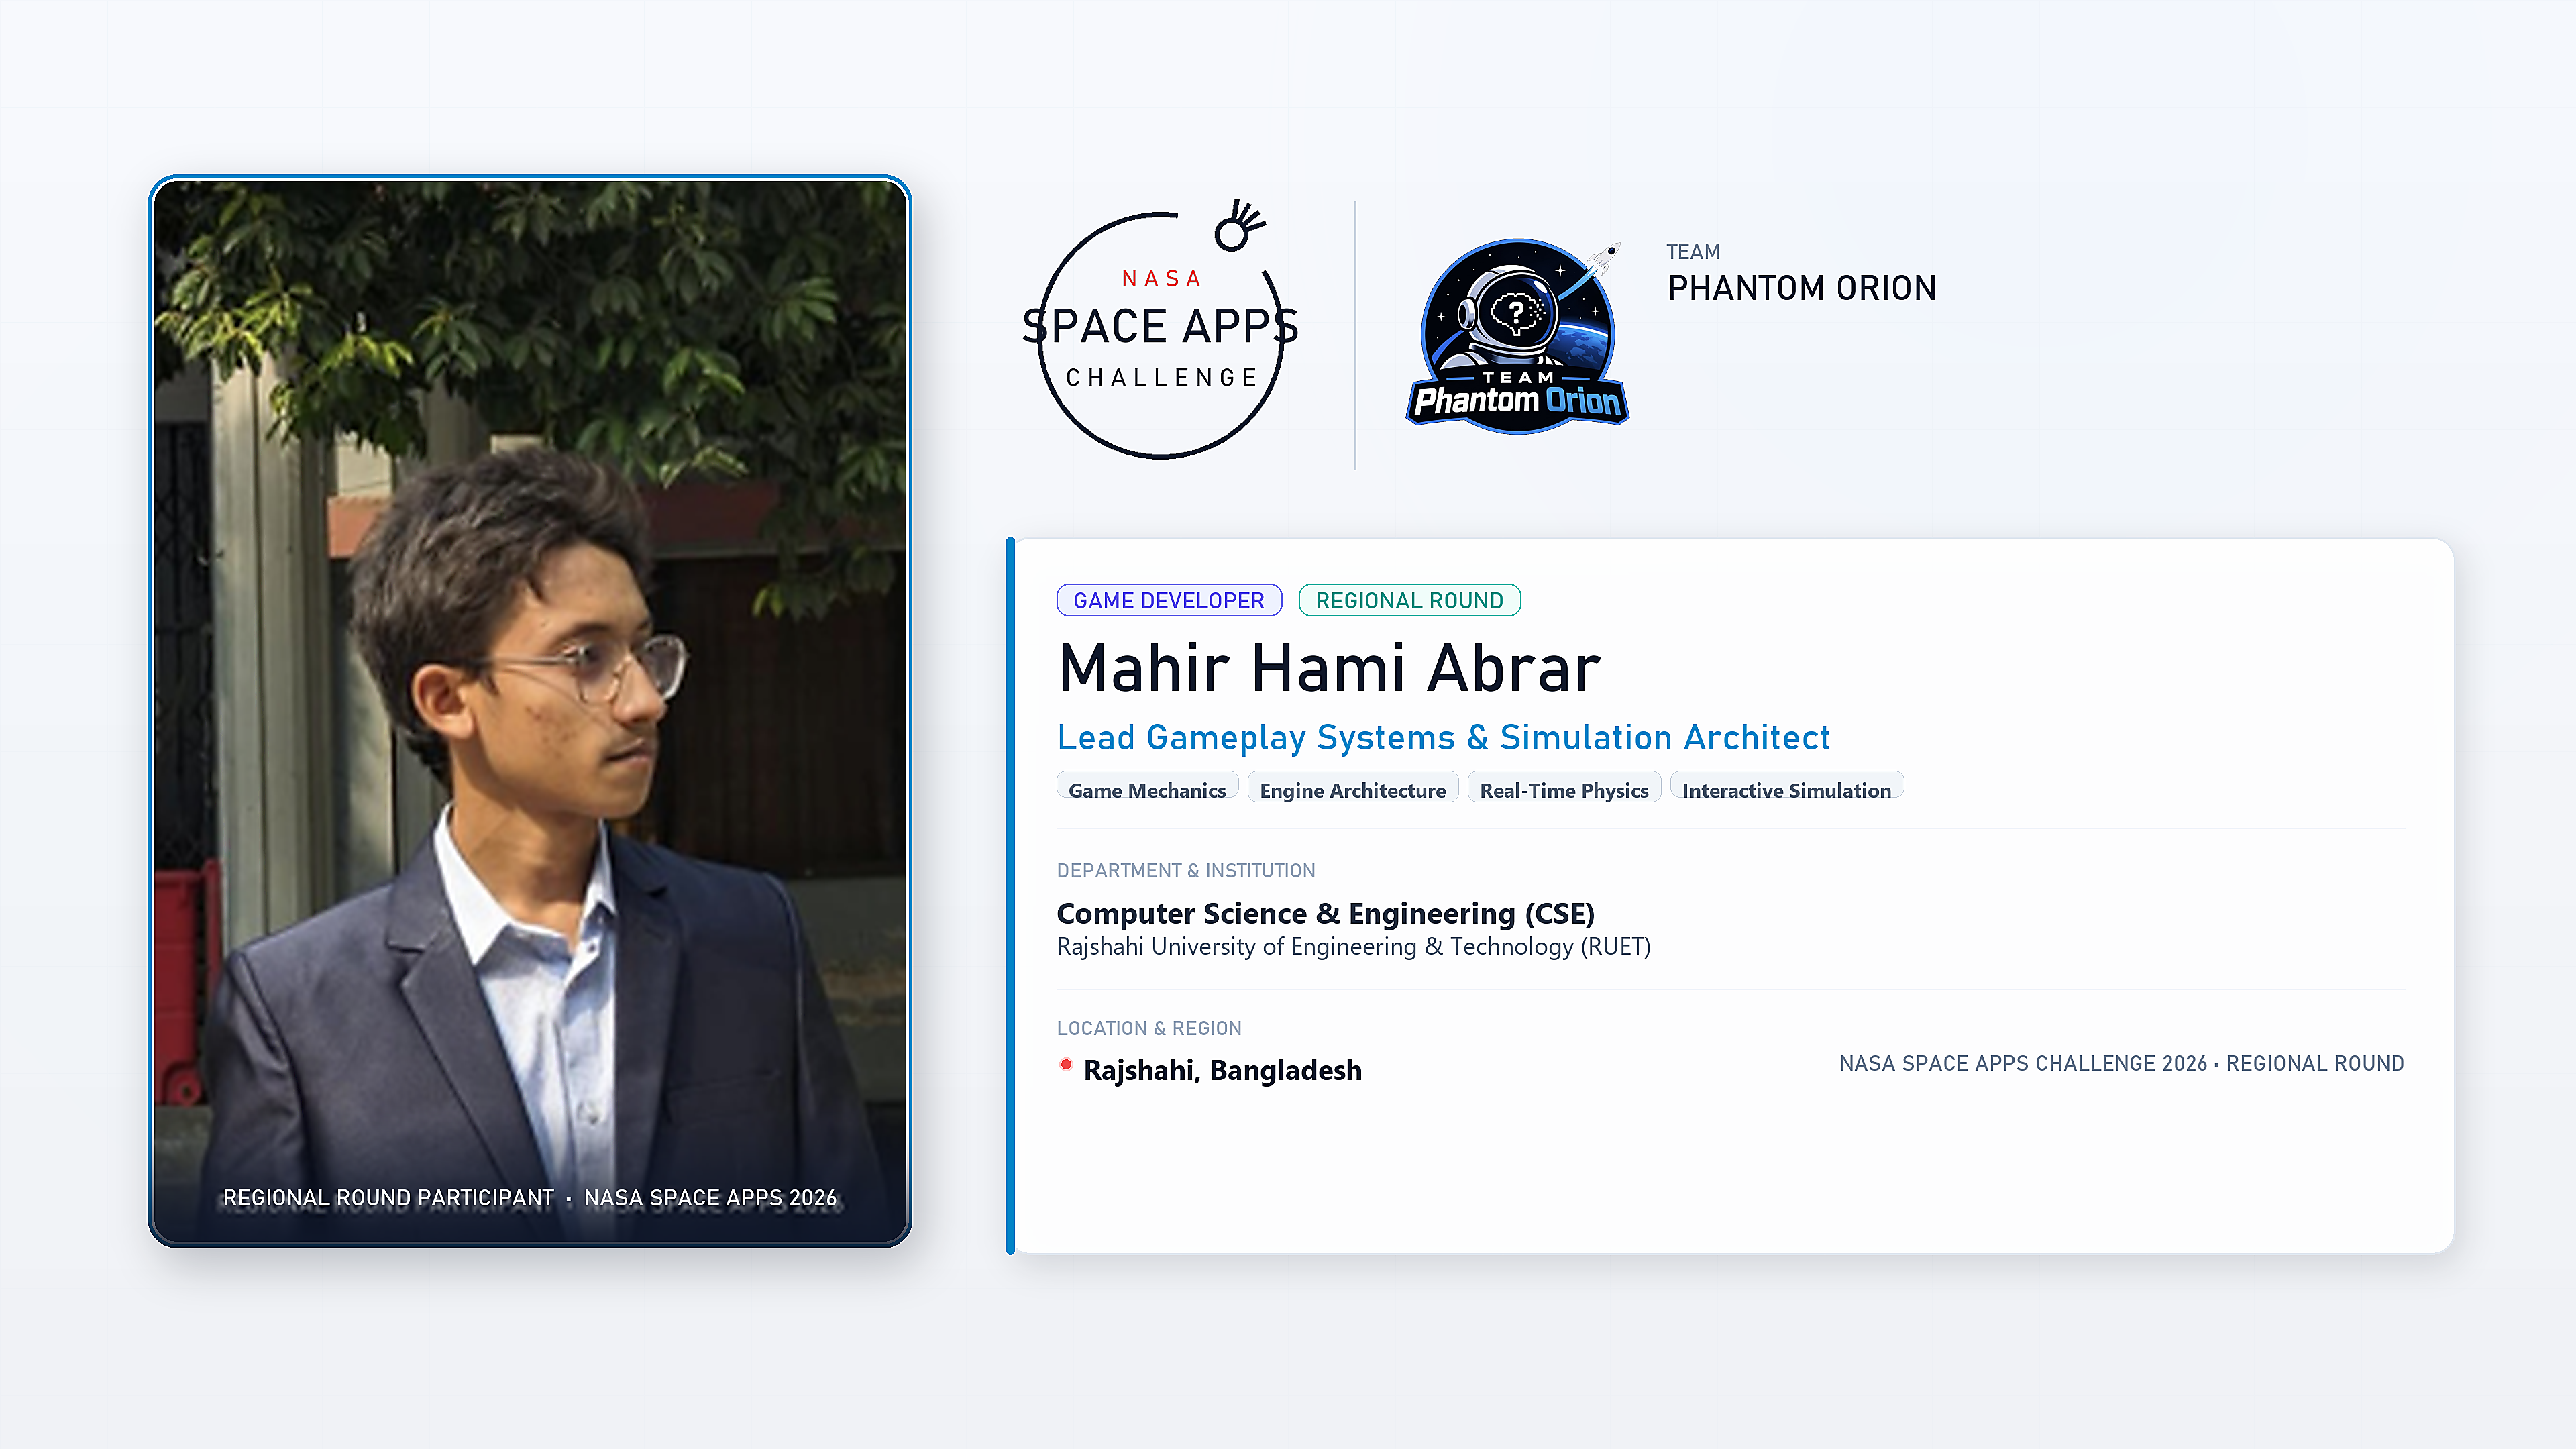 NASA
SPACE APPS
CHALLENGE
?
TEAM
Phantom Orion
TEAM
PHANTOM ORION
GAME DEVELOPER
REGIONAL ROUND
Mahir Hami Abrar
Lead Gameplay Systems & Simulation Architect
Game Mechanics
Engine Architecture
Real-Time Physics
Interactive Simulation
DEPARTMENT & INSTITUTION
Computer Science & Engineering (CSE)
Rajshahi University of Engineering & Technology (RUET)
LOCATION & REGION
Rajshahi, Bangladesh
NASA SPACE APPS CHALLENGE 2026 • REGIONAL ROUND
REGIONAL ROUND PARTICIPANT • NASA SPACE APPS 2026